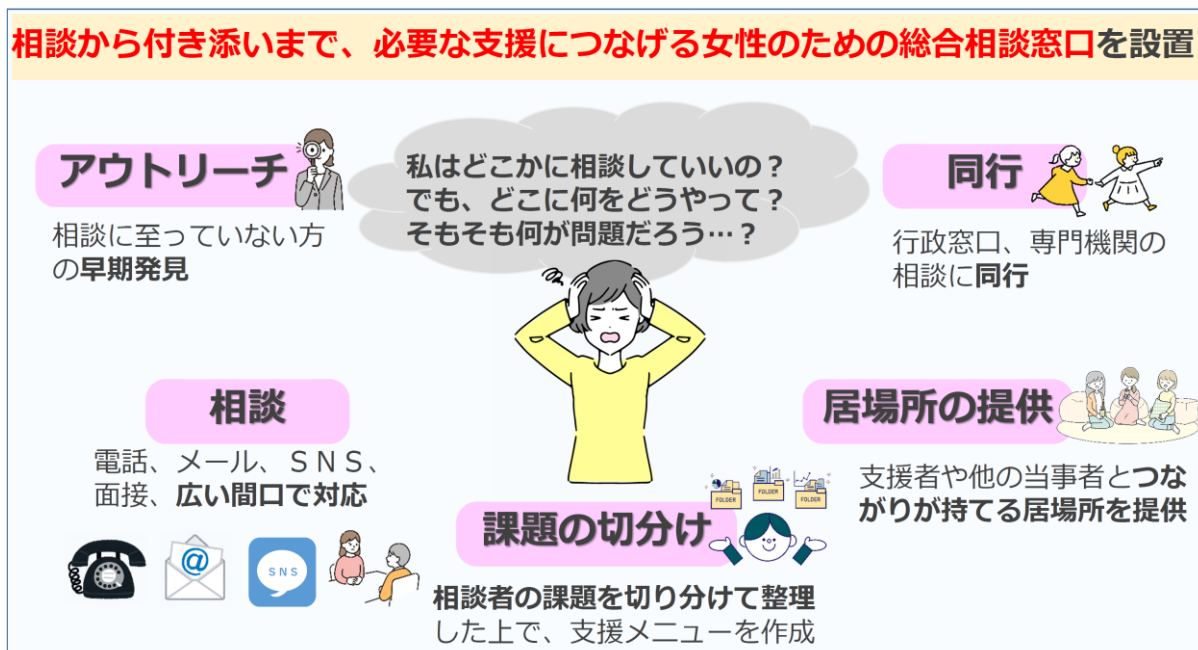 相談から付き添いまで、必要な支援につなげる女性のための総合相談窓口を設置
アウトリーチ
相談に至っていない方
の早期発見
私はどこかに相談していいの？
でも、どこに何をどうやって？
そもそも何が問題だろう…？
同行
行政窓口、専門機関の
相談に同行
相談
電話、メール、ＳＮＳ、
面接、広い間口で対応
@
SNS
課題の切分け
FOLDER
FOLDER
FOLDER
相談者の課題を切り分けて整理
した上で、支援メニューを作成
居場所の提供
支援者や他の当事者とつな
がりが持てる居場所を提供